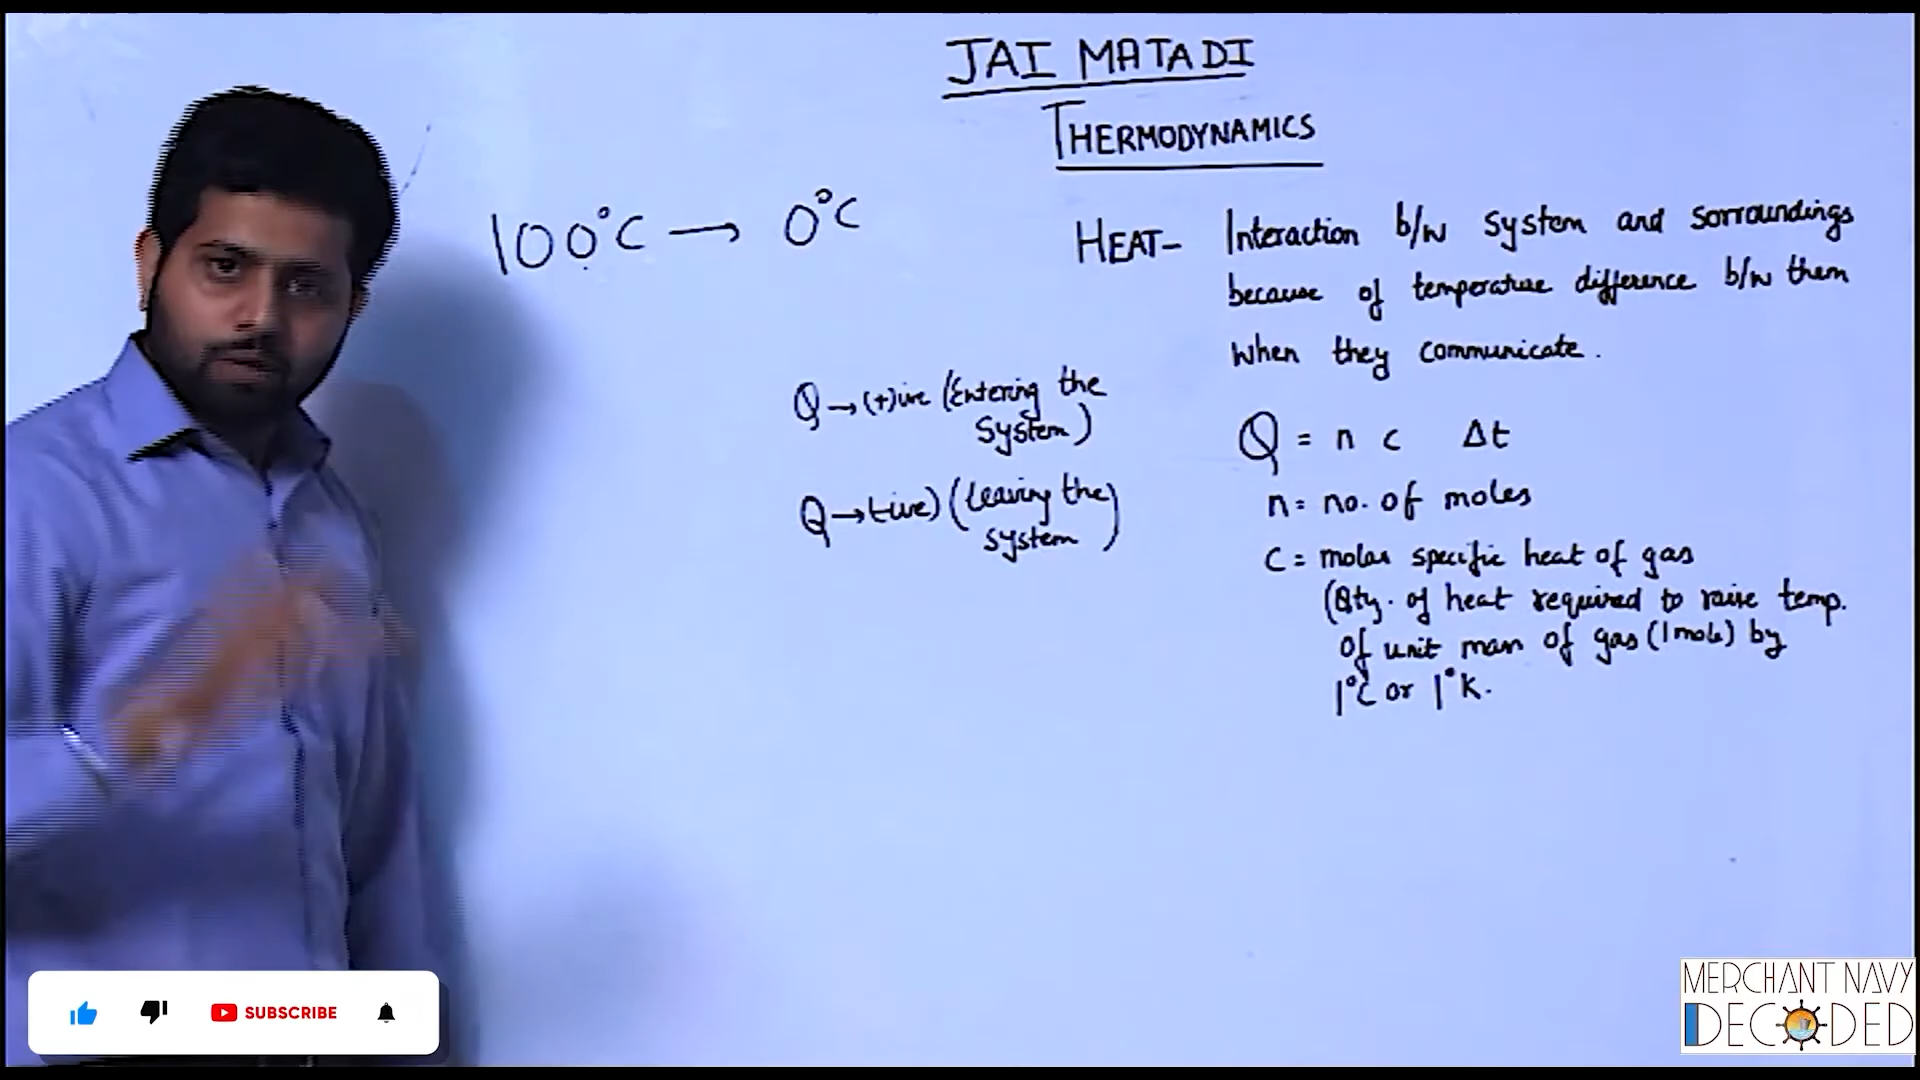 JAI MATA DI
THERMODYNAMICS
100°C → 0°C
HEAT- Interaction b/w system and sorroundings
because of temperature difference b/w them
when they communicate.
Q → (+)ive (Entering the
system)
Q → (-ive) (leaving the
system)
Q = n c Δt
n = no. of moles
c = molar specific heat of gas
(Qty. of heat required to raise temp.
of unit mass of gas (1 mole) by
1°C or 1°K.
SUBSCRIBE
MERCHANT NAVY
DECODED